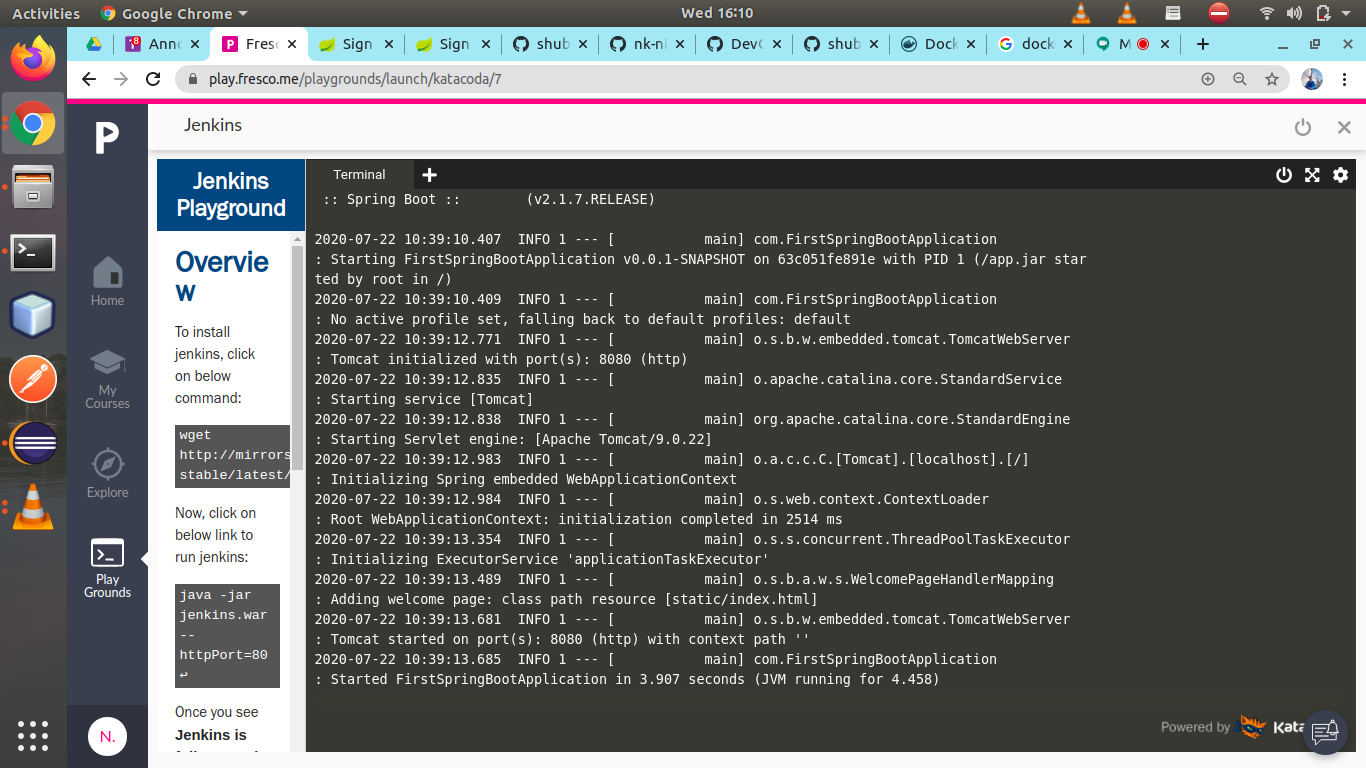 Activities
Google Chrome
Wed 16:10
Anno
Fresc
Sign
Sign
shub
nk-ni
DevO
shub
Dock
dock
M
play.fresco.me/playgrounds/launch/katacoda/7
P
Jenkins
Home
My
Courses
Explore
Play
Grounds
N.
Jenkins
Playground
Overvie
w
To install
jenkins, click
on below
command:
wget
http://mirrors
stable/latest/
Now, click on
below link to
run jenkins:
java -jar
jenkins.war
--
httpPort=80
Once you see
Jenkins is
Terminal
:: Spring Boot ::        (v2.1.7.RELEASE)
2020-07-22 10:39:10.407  INFO 1 --- [           main] com.FirstSpringBootApplication
: Starting FirstSpringBootApplication v0.0.1-SNAPSHOT on 63c051fe891e with PID 1 (/app.jar star
ted by root in /)
2020-07-22 10:39:10.409  INFO 1 --- [           main] com.FirstSpringBootApplication
: No active profile set, falling back to default profiles: default
2020-07-22 10:39:12.771  INFO 1 --- [           main] o.s.b.w.embedded.tomcat.TomcatWebServer
: Tomcat initialized with port(s): 8080 (http)
2020-07-22 10:39:12.835  INFO 1 --- [           main] o.apache.catalina.core.StandardService
: Starting service [Tomcat]
2020-07-22 10:39:12.838  INFO 1 --- [           main] org.apache.catalina.core.StandardEngine
: Starting Servlet engine: [Apache Tomcat/9.0.22]
2020-07-22 10:39:12.983  INFO 1 --- [           main] o.a.c.c.C.[Tomcat].[localhost].[/]
: Initializing Spring embedded WebApplicationContext
2020-07-22 10:39:12.984  INFO 1 --- [           main] o.s.web.context.ContextLoader
: Root WebApplicationContext: initialization completed in 2514 ms
2020-07-22 10:39:13.354  INFO 1 --- [           main] o.s.s.concurrent.ThreadPoolTaskExecutor
: Initializing ExecutorService 'applicationTaskExecutor'
2020-07-22 10:39:13.489  INFO 1 --- [           main] o.s.b.a.w.s.WelcomePageHandlerMapping
: Adding welcome page: class path resource [static/index.html]
2020-07-22 10:39:13.681  INFO 1 --- [           main] o.s.b.w.embedded.tomcat.TomcatWebServer
: Tomcat started on port(s): 8080 (http) with context path ''
2020-07-22 10:39:13.685  INFO 1 --- [           main] com.FirstSpringBootApplication
: Started FirstSpringBootApplication in 3.907 seconds (JVM running for 4.458)
Powered by
Kata